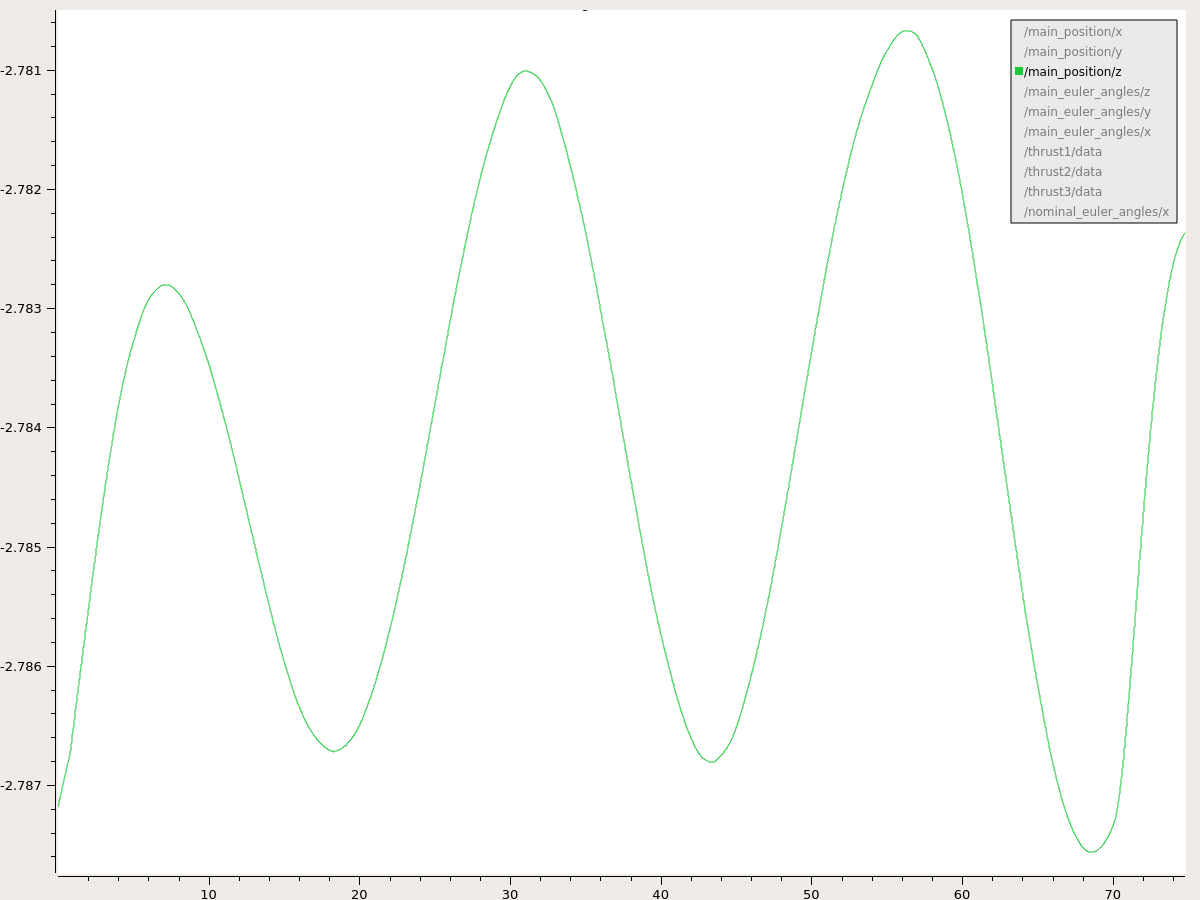 -2.781
-2.782
-2.783
-2.784
-2.785
-2.786
-2.787
10 20 30 40 50 60 70
/main_position/x
/main_position/y
/main_position/z
/main_euler_angles/z
/main_euler_angles/y
/main_euler_angles/x
/thrust1/data
/thrust2/data
/thrust3/data
/nominal_euler_angles/x